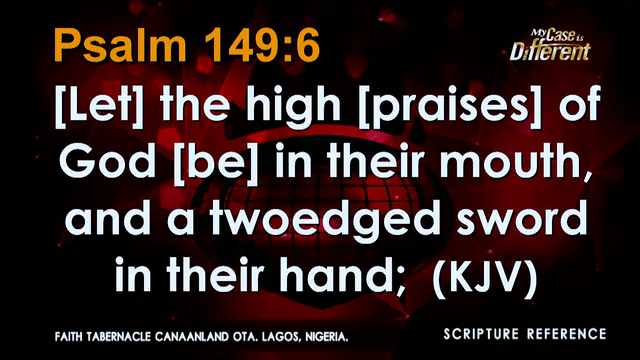 Psalm 149:6
My Case is
Different
[Let] the high [praises] of
God [be] in their mouth,
and a twoedged sword
in their hand;  (KJV)
FAITH TABERNACLE CANAANLAND OTA. LAGOS, NIGERIA.
SCRIPTURE REFERENCE